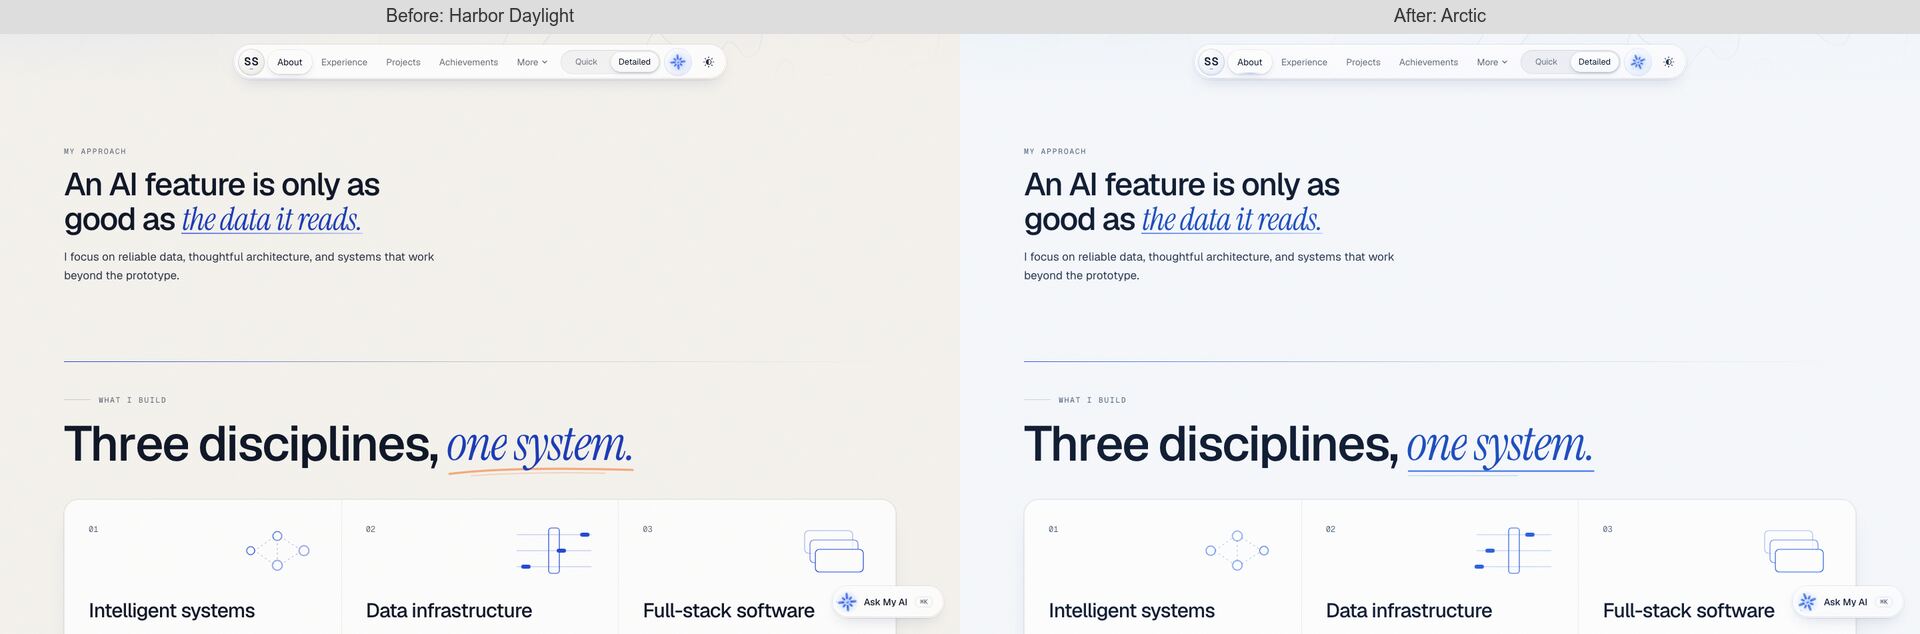 Before: Harbor Daylight
SS About Experience Projects Achievements More Quick Detailed
MY APPROACH
An AI feature is only as
good as the data it reads.
I focus on reliable data, thoughtful architecture, and systems that work
beyond the prototype.
WHAT I BUILD
Three disciplines, one system.
01 02 03
Intelligent systems Data infrastructure Full-stack software
Ask My AI ⌘K
After: Arctic
SS About Experience Projects Achievements More Quick Detailed
MY APPROACH
An AI feature is only as
good as the data it reads.
I focus on reliable data, thoughtful architecture, and systems that work
beyond the prototype.
WHAT I BUILD
Three disciplines, one system.
01 02 03
Intelligent systems Data infrastructure Full-stack software
Ask My AI ⌘K